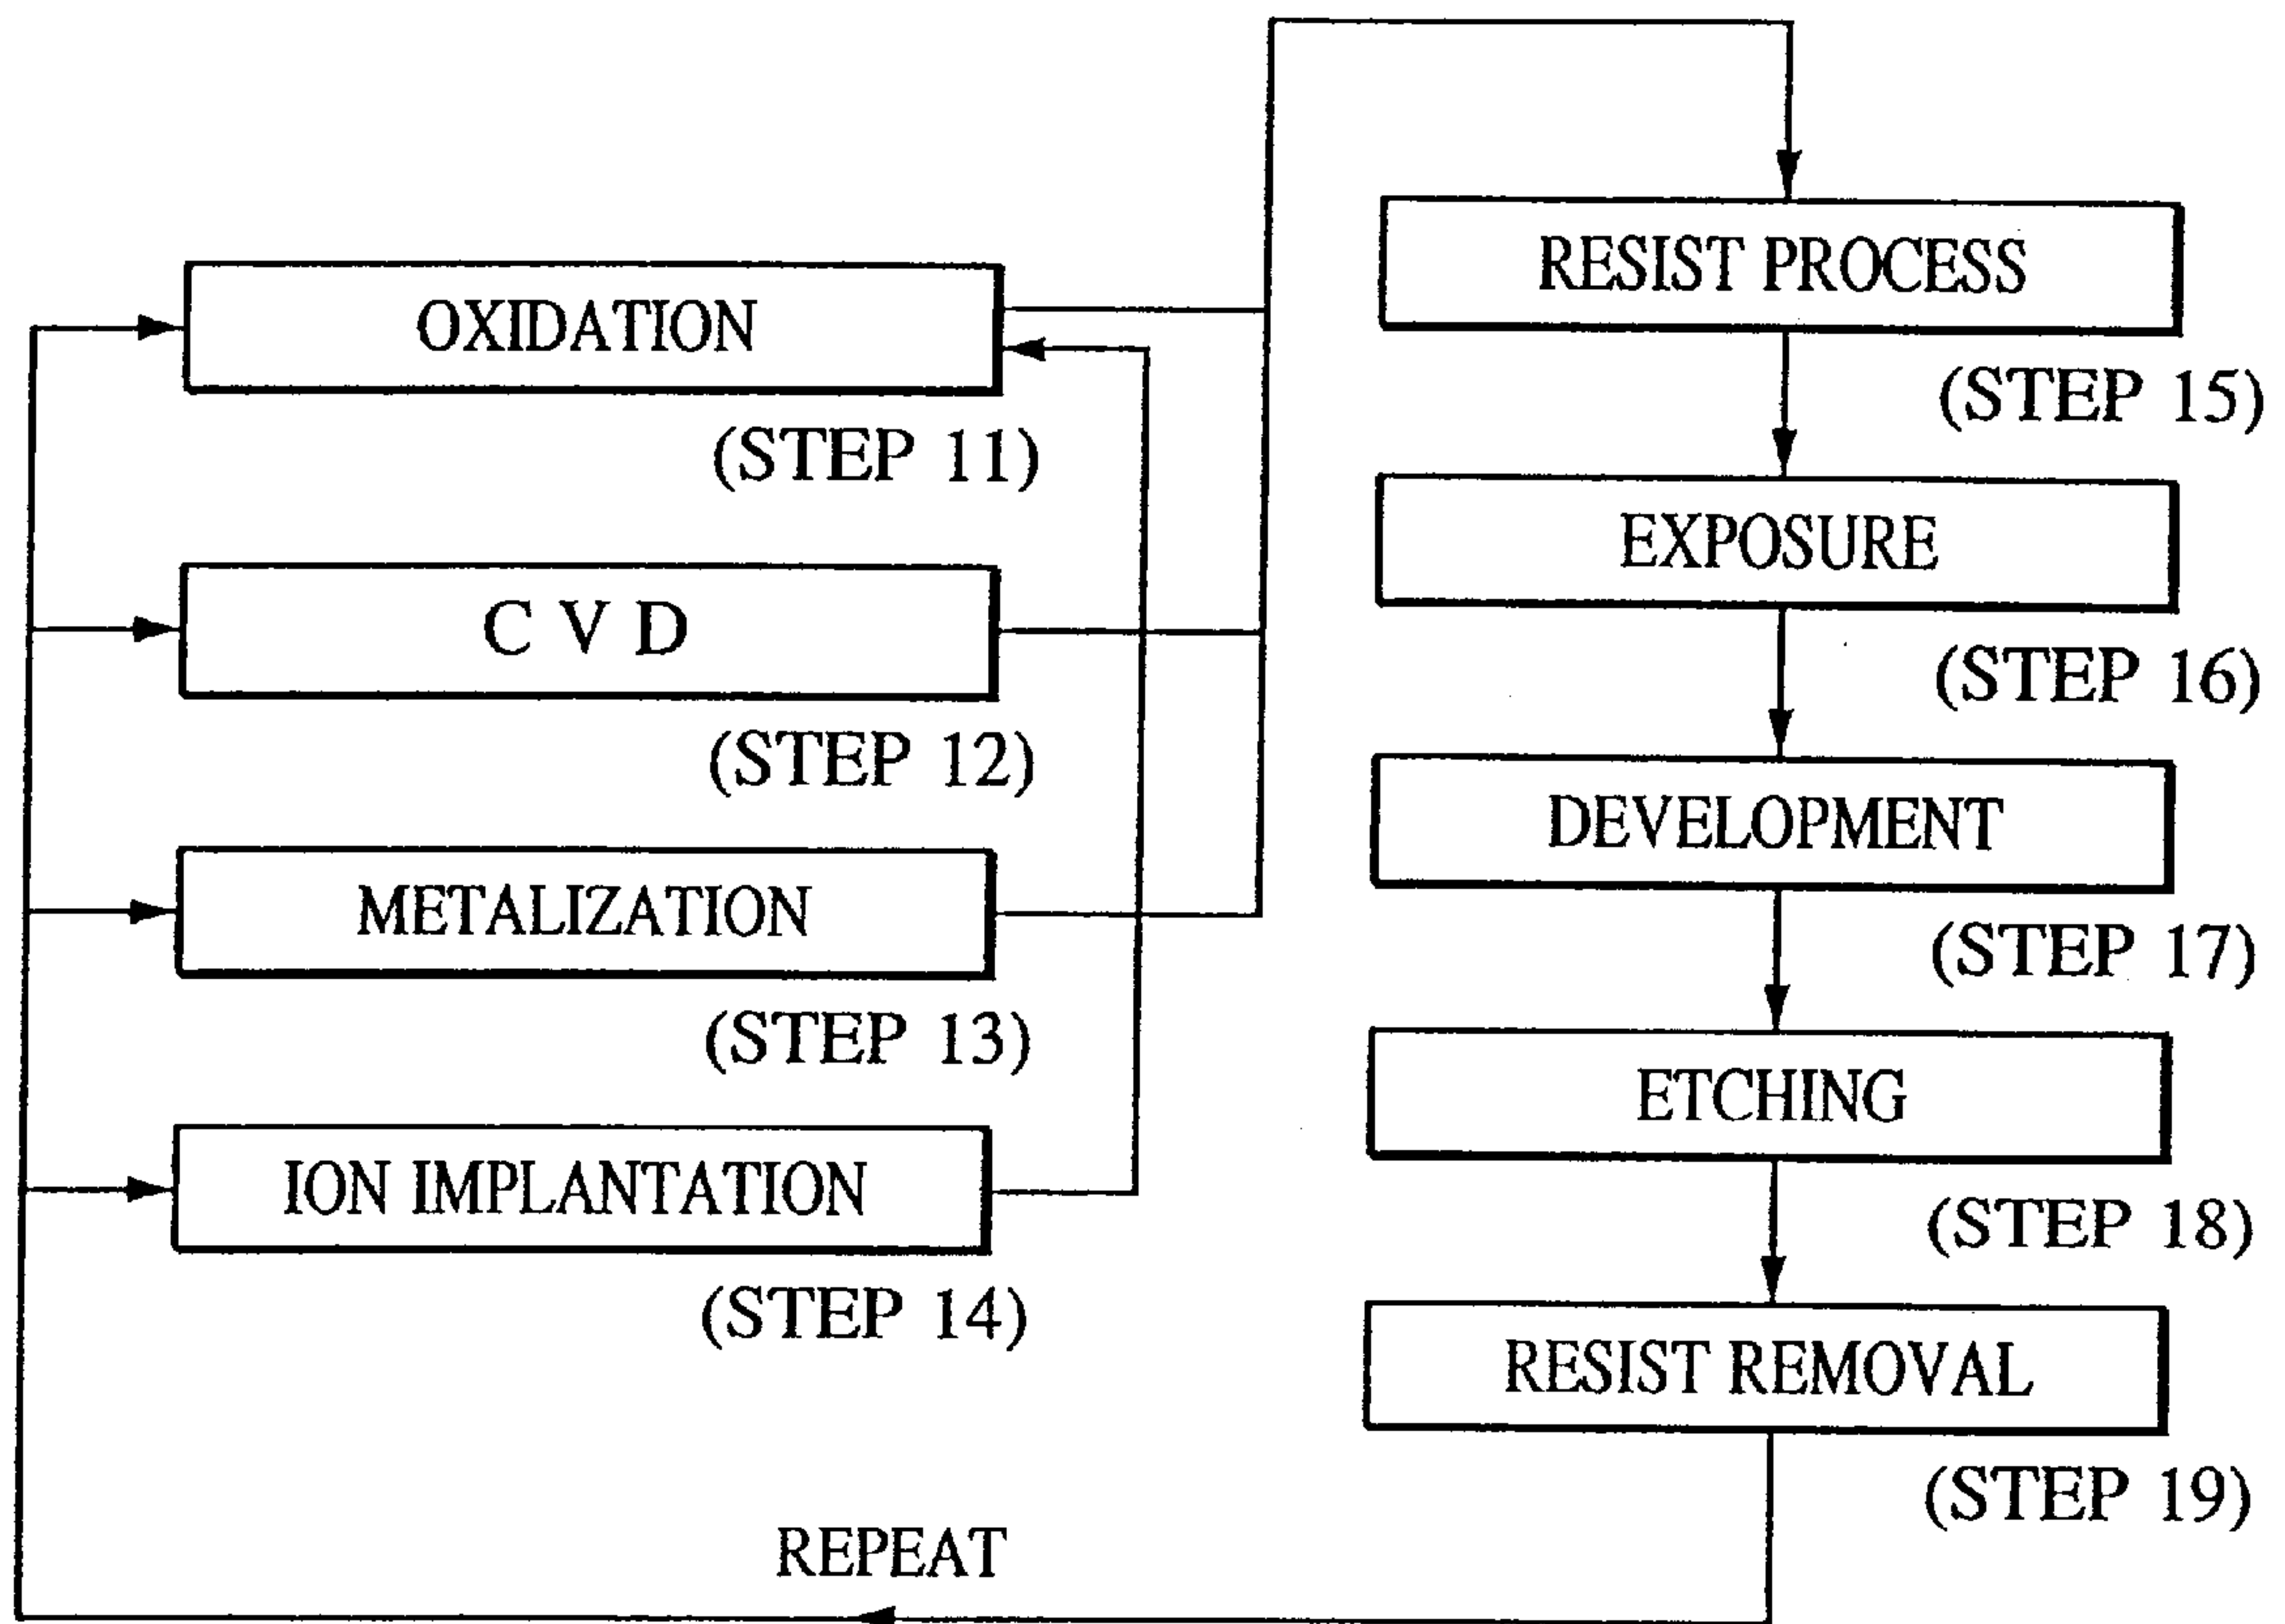 OXIDATION
(STEP 11)
C V D
(STEP 12)
METALIZATION
(STEP 13)
ION IMPLANTATION
(STEP 14)
RESIST PROCESS
(STEP 15)
EXPOSURE
(STEP 16)
DEVELOPMENT
(STEP 17)
ETCHING
(STEP 18)
RESIST REMOVAL
(STEP 19)
REPEAT